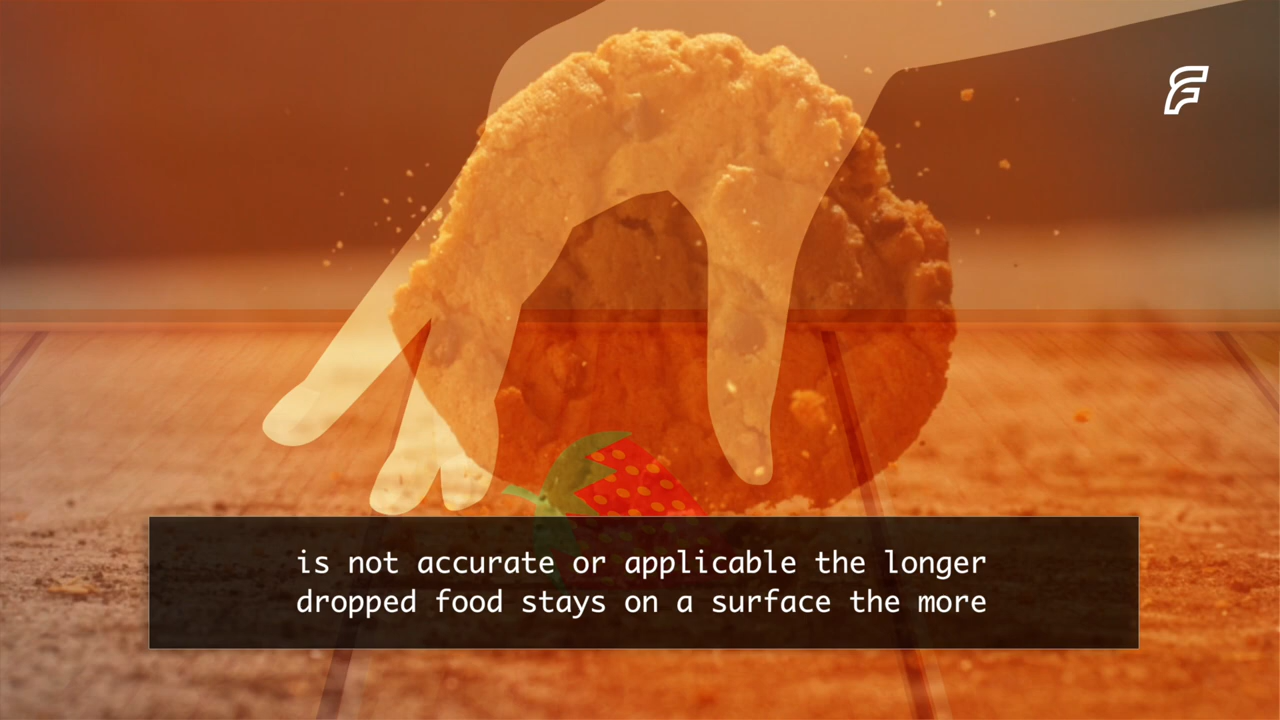 is not accurate or applicable the longer
dropped food stays on a surface the more